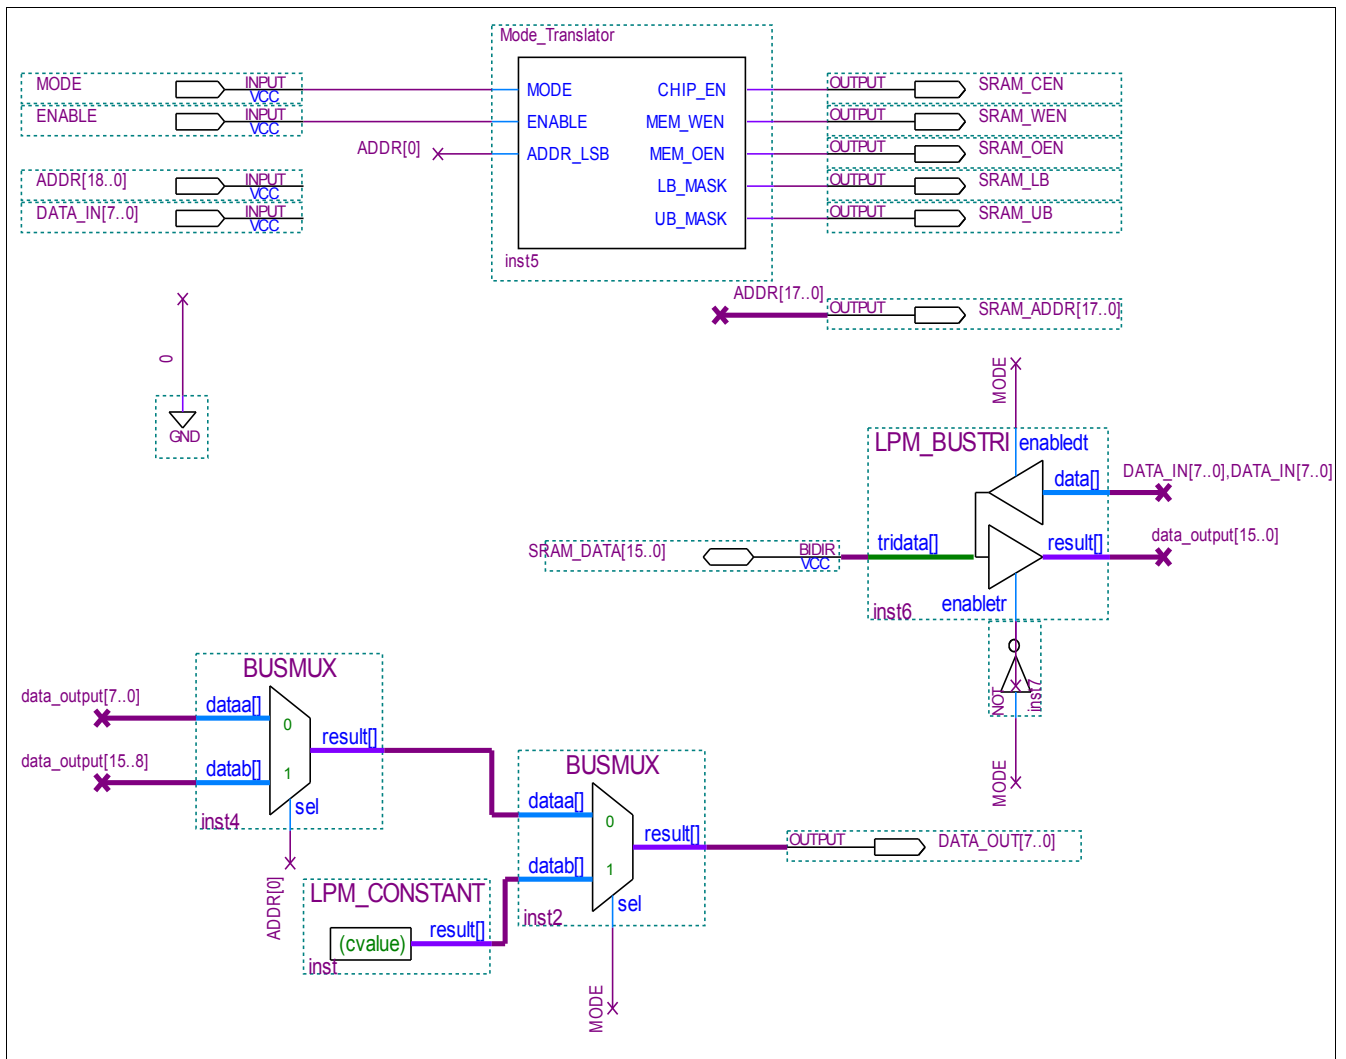 Mode_Translator
MODE
INPUT
VCC
MODE
CHIP_EN
OUTPUT
SRAM_CEN
ENABLE
INPUT
VCC
ENABLE
MEM_WEN
OUTPUT
SRAM_WEN
ADDR[0]
ADDR_LSB
MEM_OEN
OUTPUT
SRAM_OEN
ADDR[18..0]
INPUT
VCC
LB_MASK
OUTPUT
SRAM_LB
DATA_IN[7..0]
INPUT
VCC
UB_MASK
OUTPUT
SRAM_UB
inst5
ADDR[17..0]
OUTPUT
SRAM_ADDR[17..0]
0
GND
MODE
LPM_BUSTRI
enabledt
data[]
DATA_IN[7..0],DATA_IN[7..0]
SRAM_DATA[15..0]
BIDIR
VCC
tridata[]
result[]
data_output[15..0]
enabletr
inst6
NOT
inst7
MODE
BUSMUX
data_output[7..0]
dataa[]
0
result[]
data_output[15..8]
datab[]
1
sel
inst4
ADDR[0]
BUSMUX
dataa[]
0
result[]
OUTPUT
DATA_OUT[7..0]
datab[]
1
sel
inst2
MODE
LPM_CONSTANT
(cvalue)
result[]
inst